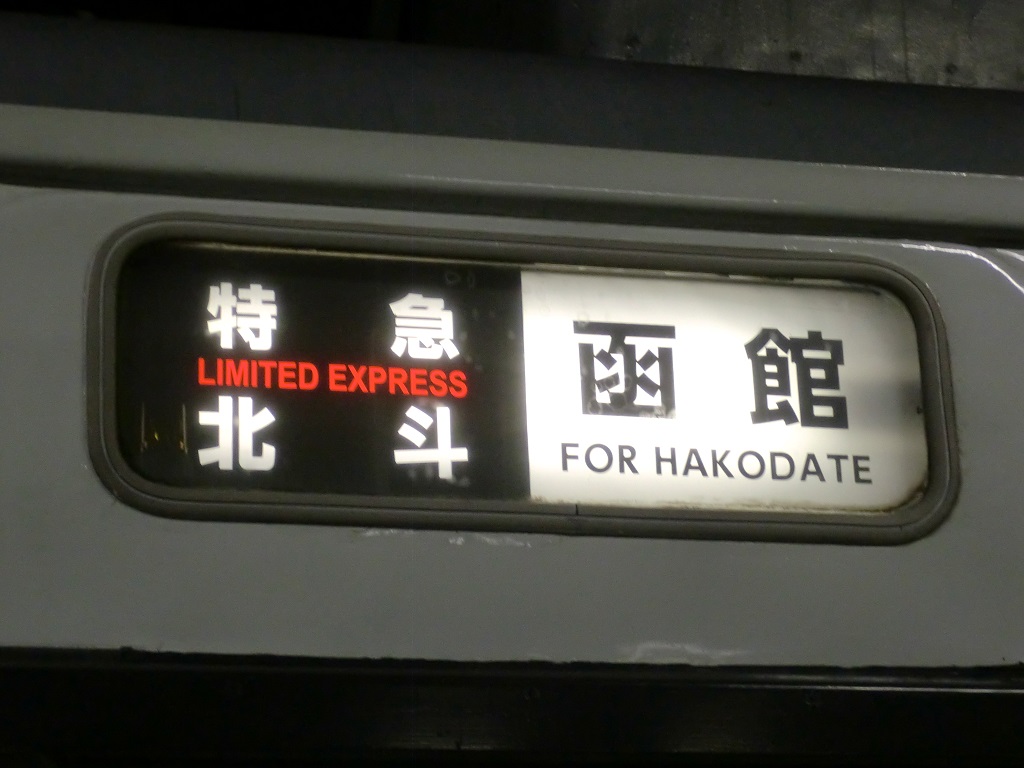 特急
LIMITED EXPRESS
北斗
函館
FOR HAKODATE